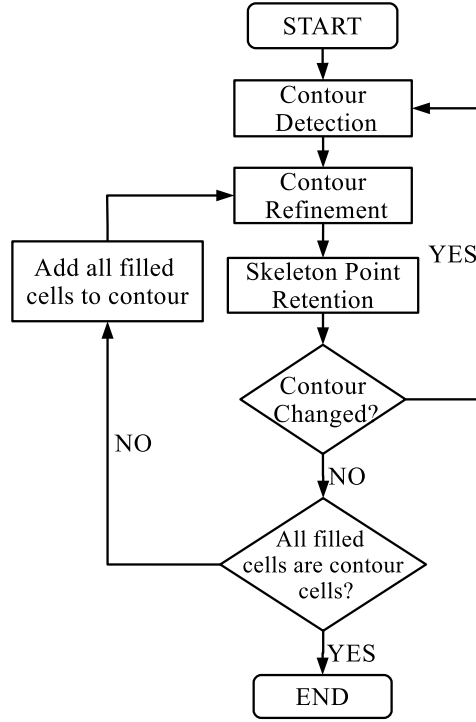 START
Contour
Detection
Contour
Refinement
Add all filled
cells to contour
YES
Skeleton Point
Retention
Contour
Changed?
NO
NO
All filled
cells are contour
cells?
YES
END